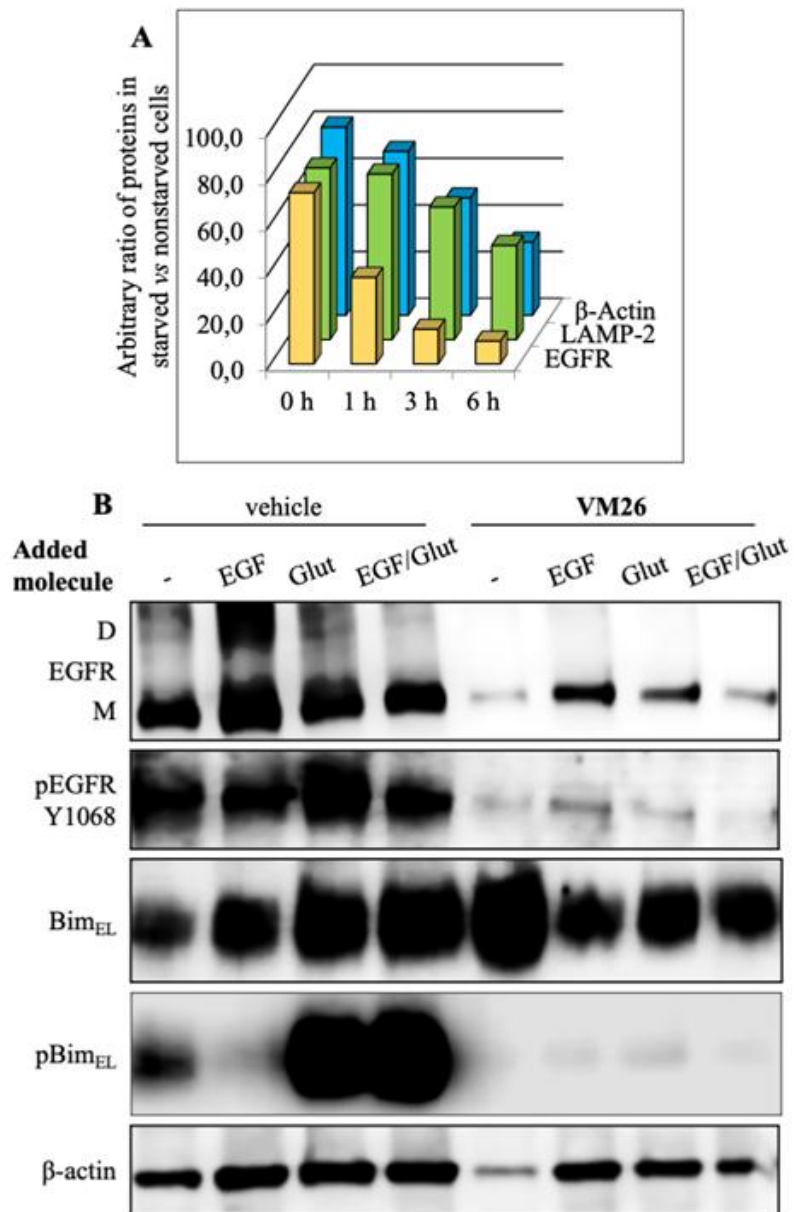 A
Arbitrary ratio of proteins in
starved vs nonstarved cells
100,0
80,0
60,0
40,0
20,0
0,0
β-Actin
LAMP-2
EGFR
0 h 1 h 3 h 6 h
B vehicle VM26
Added
molecule
- EGF Glut EGF/Glut - EGF Glut EGF/Glut
D
EGFR
M
pEGFR
Y1068
BimEL
pBimEL
β-actin